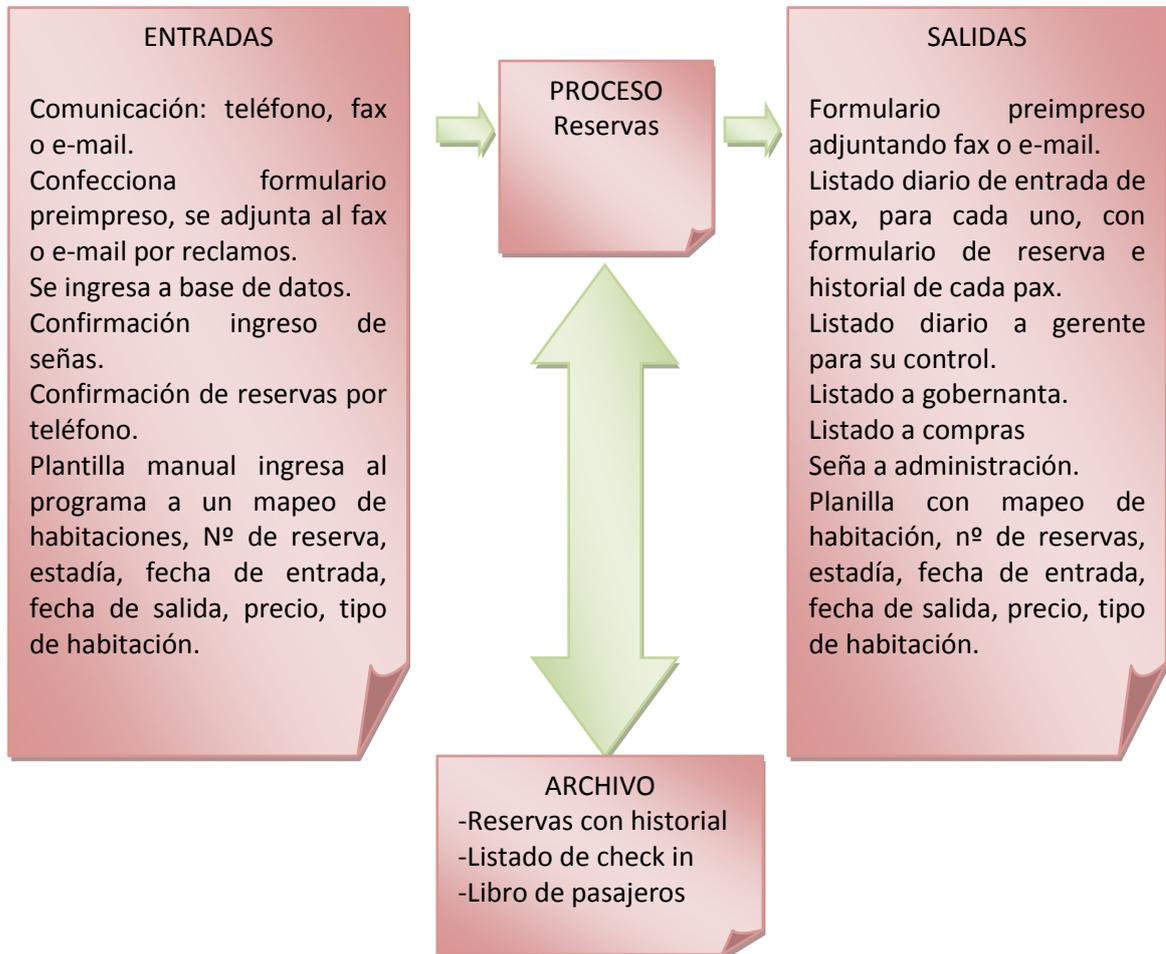 ENTRADAS
Comunicación: teléfono, fax
o e-mail.
Confecciona formulario
preimpreso, se adjunta al fax
o e-mail por reclamos.
Se ingresa a base de datos.
Confirmación ingreso de
señas.
Confirmación de reservas por
teléfono.
Plantilla manual ingresa al
programa a un mapeo de
habitaciones, Nº de reserva,
estadía, fecha de entrada,
fecha de salida, precio, tipo
de habitación.
PROCESO
Reservas
SALIDAS
Formulario preimpreso
adjuntando fax o e-mail.
Listado diario de entrada de
pax, para cada uno, con
formulario de reserva e
historial de cada pax.
Listado diario a gerente
para su control.
Listado a gobernanta.
Listado a compras
Seña a administración.
Planilla con mapeo de
habitación, nº de reservas,
estadía, fecha de entrada,
fecha de salida, precio, tipo
de habitación.
ARCHIVO
-Reservas con historial
-Listado de check in
-Libro de pasajeros